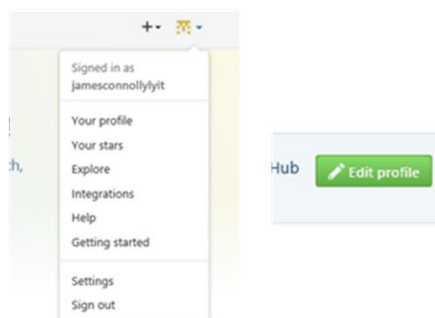 Signed in as
jamesconnollylyit
Your profile
Your stars
Explore
Integrations
Help
Getting started
Settings
Sign out
Hub
Edit profile